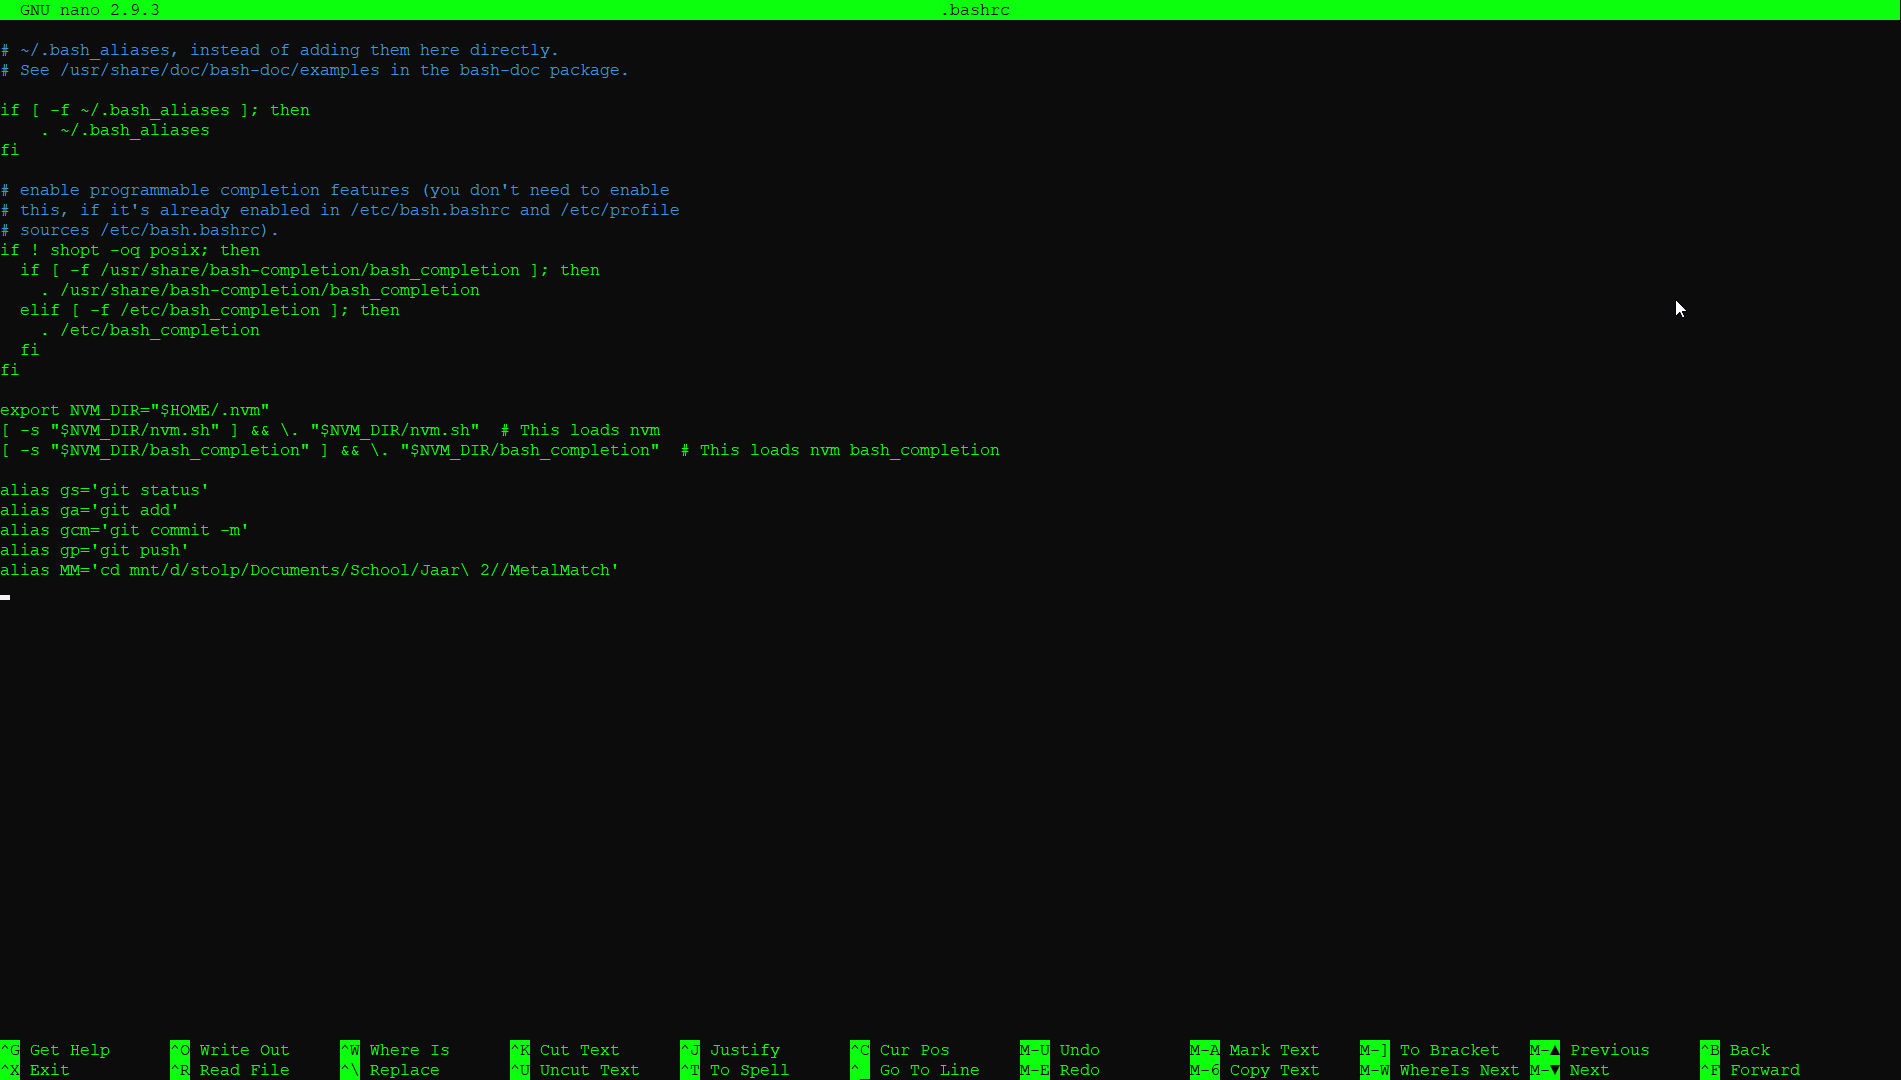 GNU nano 2.9.3 .bashrc
# ~/.bash_aliases, instead of adding them here directly.
# See /usr/share/doc/bash-doc/examples in the bash-doc package.
if [ -f ~/.bash_aliases ]; then
    . ~/.bash_aliases
fi
# enable programmable completion features (you don't need to enable
# this, if it's already enabled in /etc/bash.bashrc and /etc/profile
# sources /etc/bash.bashrc).
if ! shopt -oq posix; then
  if [ -f /usr/share/bash-completion/bash_completion ]; then
    . /usr/share/bash-completion/bash_completion
  elif [ -f /etc/bash_completion ]; then
    . /etc/bash_completion
  fi
fi
export NVM_DIR="$HOME/.nvm"
[ -s "$NVM_DIR/nvm.sh" ] && \. "$NVM_DIR/nvm.sh"  # This loads nvm
[ -s "$NVM_DIR/bash_completion" ] && \. "$NVM_DIR/bash_completion"  # This loads nvm bash_completion
alias gs='git status'
alias ga='git add'
alias gcm='git commit -m'
alias gp='git push'
alias MM='cd mnt/d/stolp/Documents/School/Jaar\ 2//MetalMatch'
^G Get Help ^O Write Out ^W Where Is ^K Cut Text ^J Justify ^C Cur Pos M-U Undo M-A Mark Text M-] To Bracket M-▲ Previous ^B Back
^X Exit ^R Read File ^\ Replace ^U Uncut Text ^T To Spell ^_ Go To Line M-E Redo M-6 Copy Text M-W WhereIs Next M-▼ Next ^F Forward